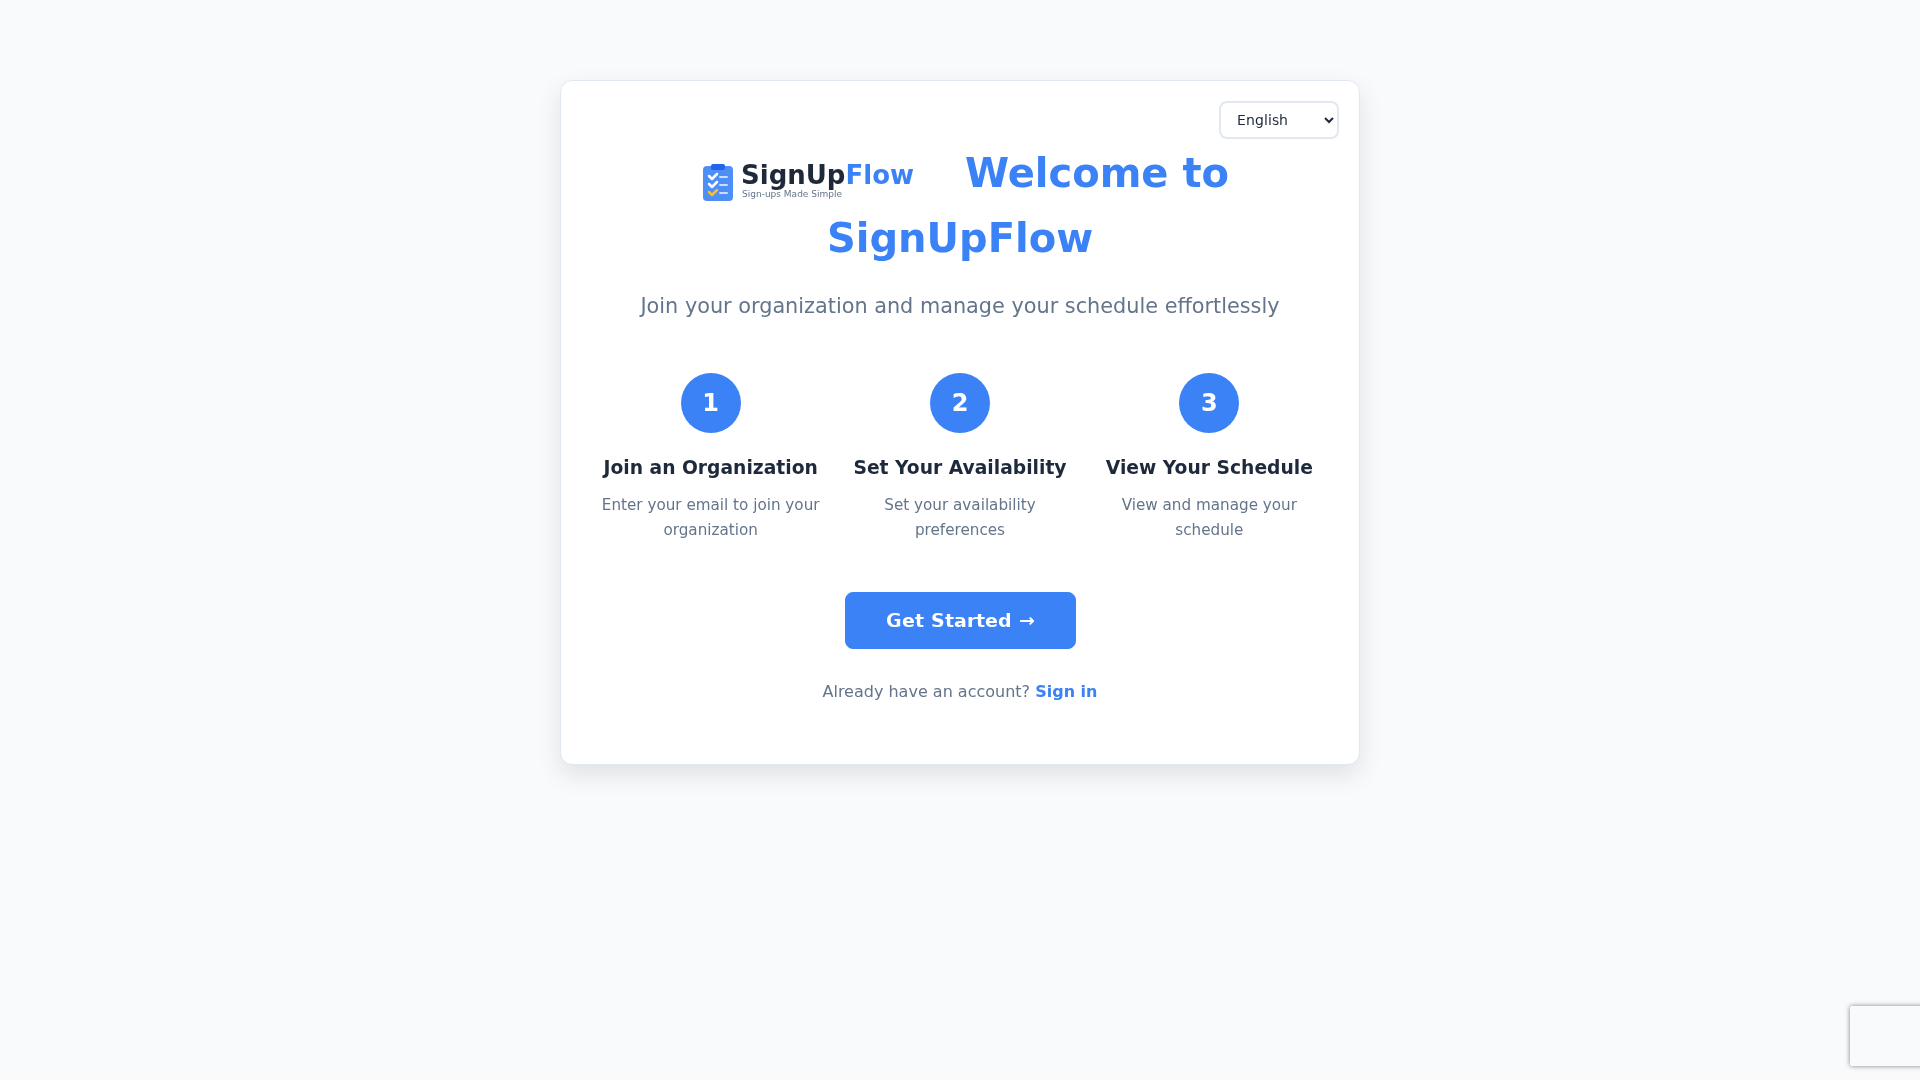 English
SignUpFlow Welcome to
Sign-ups Made Simple
SignUpFlow
Join your organization and manage your schedule effortlessly
1 2 3
Join an Organization Set Your Availability View Your Schedule
Enter your email to join your Set your availability View and manage your
organization preferences schedule
Get Started →
Already have an account? Sign in